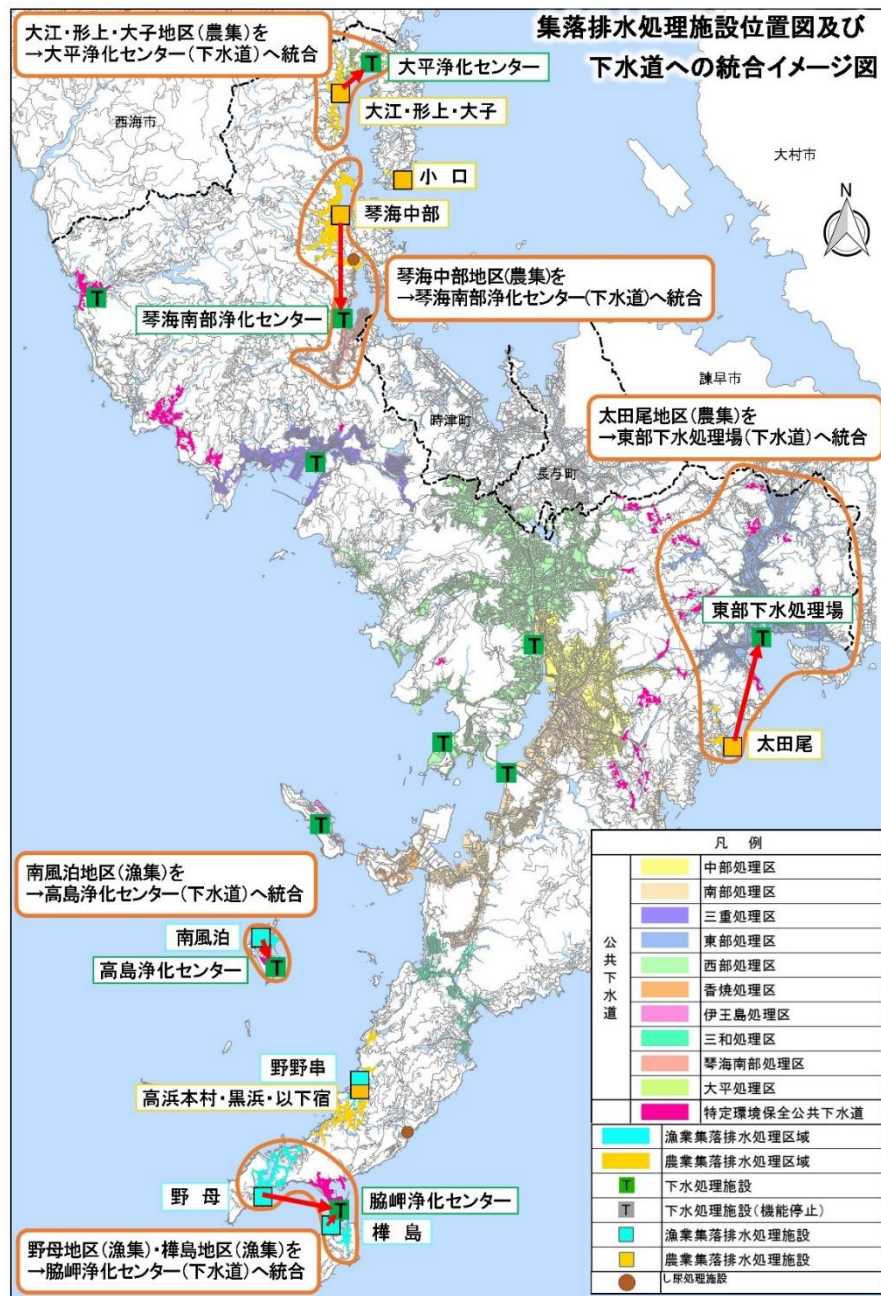 集落排水処理施設位置図及び
下水道への統合イメージ図
大江・形上・大子地区(農集)を
→大平浄化センター(下水道)へ統合
大平浄化センター
大江・形上・大子
西海市
大村市
小口
琴海中部
N
琴海中部地区(農集)を
→琴海南部浄化センター(下水道)へ統合
T
琴海南部浄化センター
T
T
諫早市
時津町
太田尾地区(農集)を
→東部下水処理場(下水道)へ統合
T
長与町
東部下水処理場
T
T
太田尾
T
T
T
南風泊地区(漁集)を
→高島浄化センター(下水道)へ統合
南風泊
高島浄化センター
T
野野串
高浜本村・黒浜・以下宿
野母
脇岬浄化センター
T
樺島
野母地区(漁集)・樺島地区(漁集)を
→脇岬浄化センター(下水道)へ統合
凡例
公共下水道
中部処理区
南部処理区
三重処理区
東部処理区
西部処理区
香焼処理区
伊王島処理区
三和処理区
琴海南部処理区
大平処理区
特定環境保全公共下水道
漁業集落排水処理区域
農業集落排水処理区域
T 下水処理施設
T 下水処理施設(機能停止)
漁業集落排水処理施設
農業集落排水処理施設
し尿処理施設